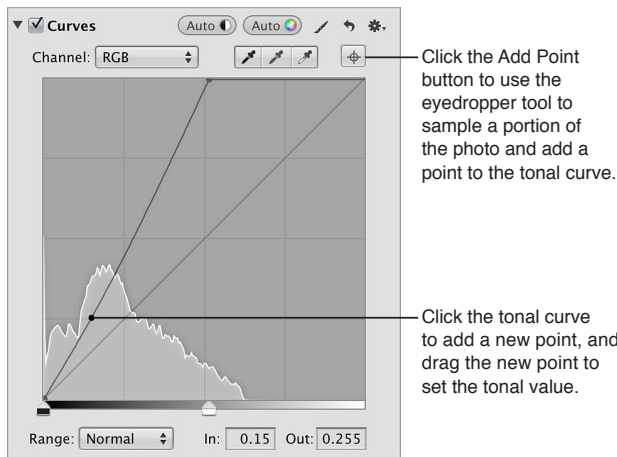 Curves
Auto
Auto
Channel: RGB
Click the Add Point
button to use the
eyedropper tool to
sample a portion of
the photo and add a
point to the tonal curve.
Click the tonal curve
to add a new point, and
drag the new point to
set the tonal value.
Range: Normal
In: 0.15 Out: 0.255